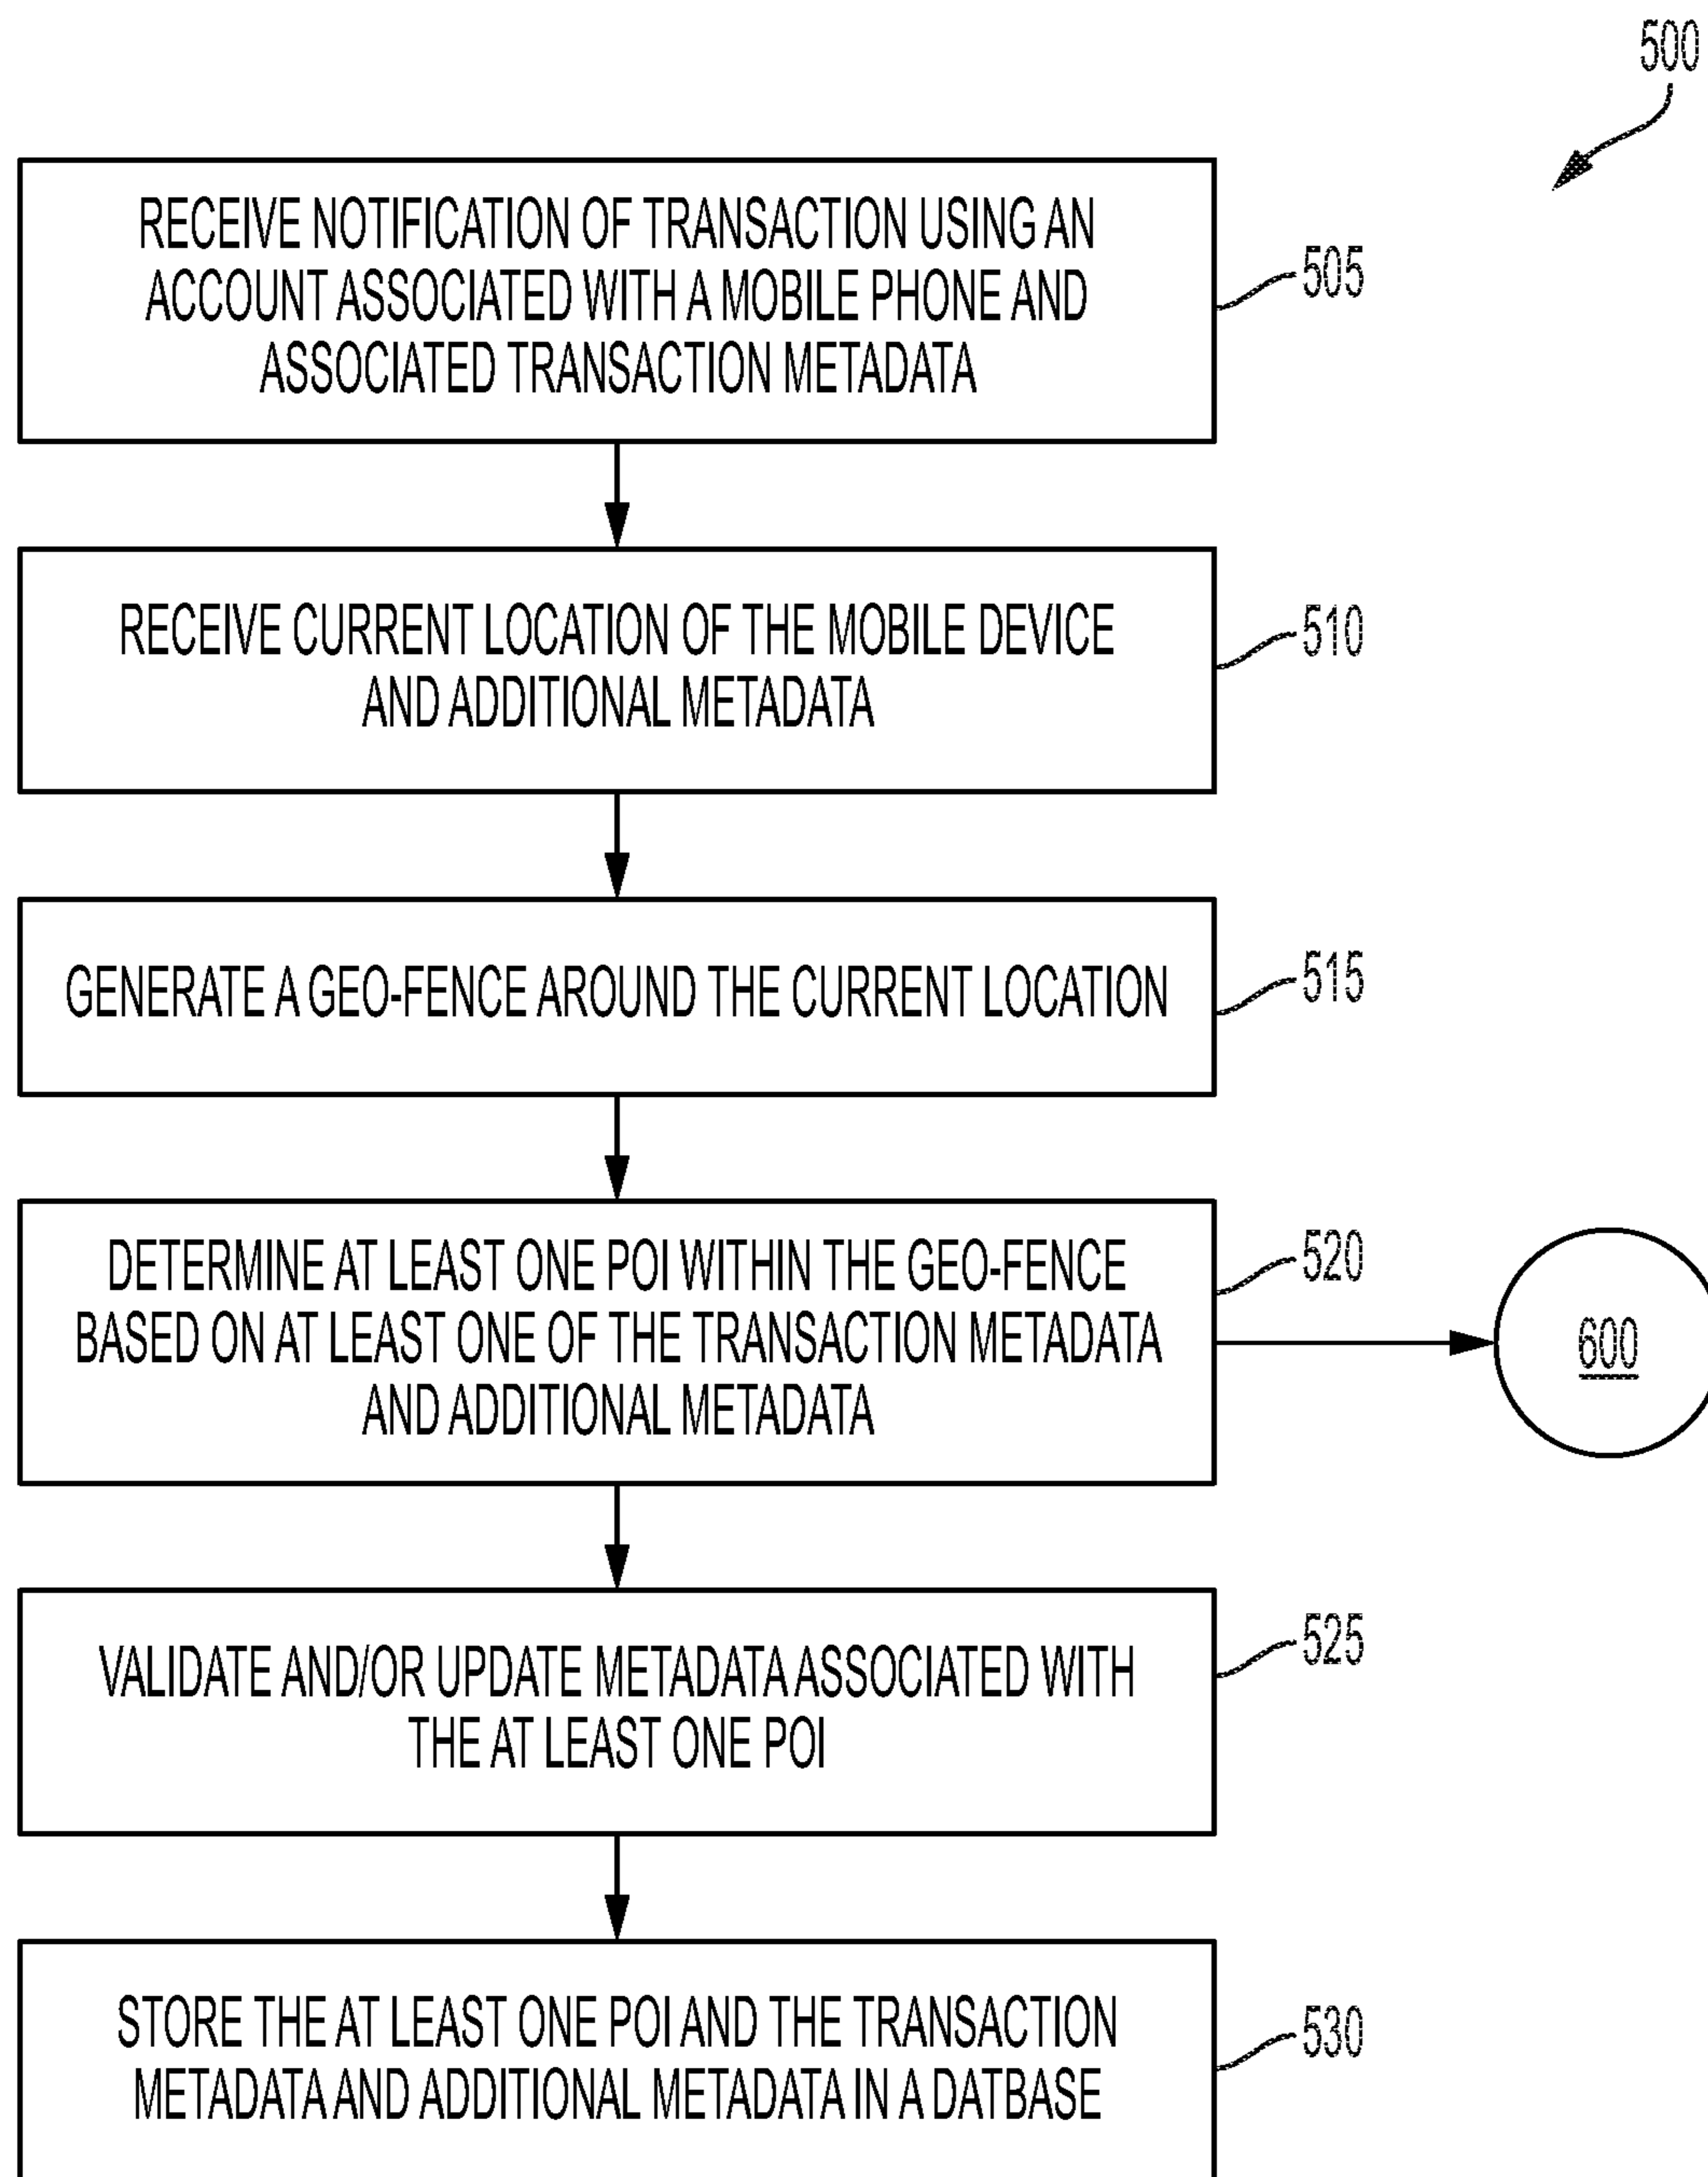 500
RECEIVE NOTIFICATION OF TRANSACTION USING AN
ACCOUNT ASSOCIATED WITH A MOBILE PHONE AND
ASSOCIATED TRANSACTION METADATA
505
RECEIVE CURRENT LOCATION OF THE MOBILE DEVICE
AND ADDITIONAL METADATA
510
GENERATE A GEO-FENCE AROUND THE CURRENT LOCATION
515
DETERMINE AT LEAST ONE POI WITHIN THE GEO-FENCE
BASED ON AT LEAST ONE OF THE TRANSACTION METADATA
AND ADDITIONAL METADATA
520
600
VALIDATE AND/OR UPDATE METADATA ASSOCIATED WITH
THE AT LEAST ONE POI
525
STORE THE AT LEAST ONE POI AND THE TRANSACTION
METADATA AND ADDITIONAL METADATA IN A DATBASE
530